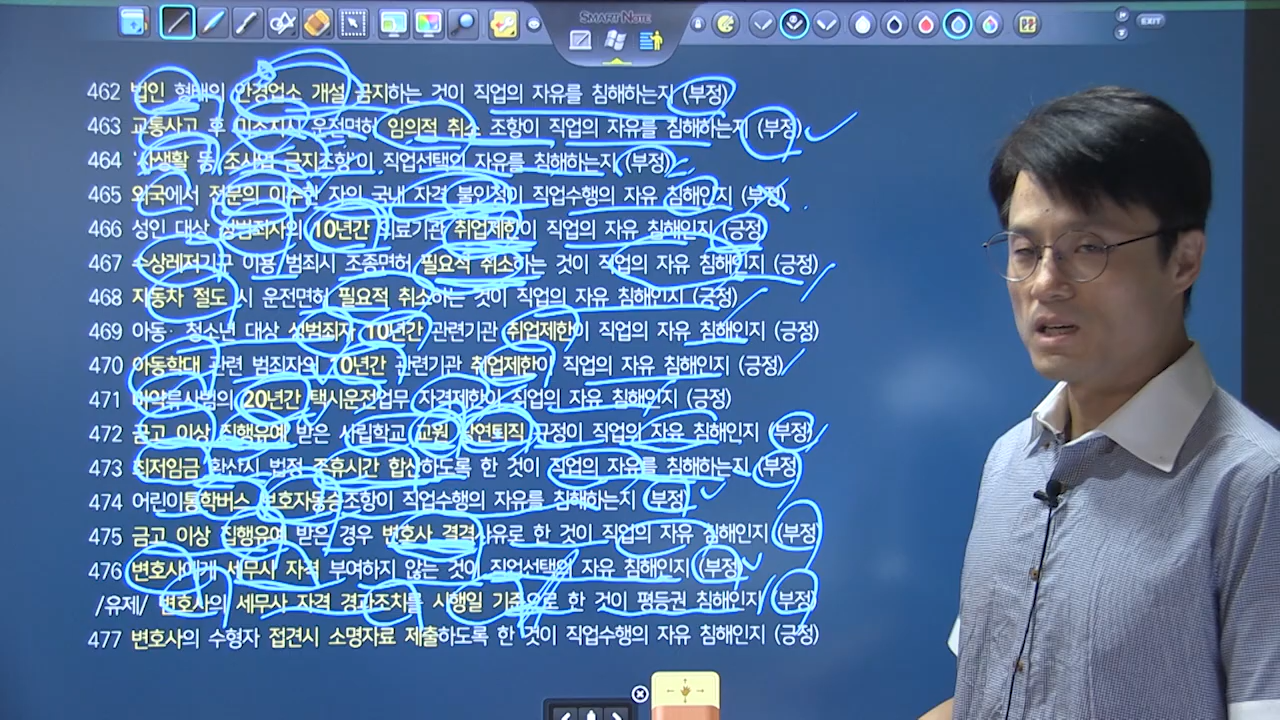 SMART NOTE
EXIT
462 법인 형태의 안경업소 개설 금지하는 것이 직업의 자유를 침해하는지 (부정)
463 교통사고 후 미조치시 운전면허 임의적 취소 조항이 직업의 자유를 침해하는지 (부정)
464 '사생활 등 조사업 금지조항'이 직업선택의 자유를 침해하는지 (부정)
465 외국에서 전문의 이수한 자의 국내 자격 불인정이 직업수행의 자유 침해인지 (부정)
466 성인 대상 성범죄자의 10년간 의료기관 취업제한이 직업의 자유 침해인지 (긍정)
467 수상레저기구 이용 범죄시 조종면허 필요적 취소하는 것이 직업의 자유 침해인지 (긍정)
468 자동차 절도 시 운전면허 필요적 취소하는 것이 직업의 자유 침해인지 (긍정)
469 아동· 청소년 대상 성범죄자 10년간 관련기관 취업제한이 직업의 자유 침해인지 (긍정)
470 아동학대 관련 범죄자의 10년간 관련기관 취업제한이 직업의 자유 침해인지 (긍정)
471 마약류사범의 20년간 택시운전업무 자격제한이 직업의 자유 침해인지 (긍정)
472 금고 이상 집행유예 받은 사립학교 교원 당연퇴직 규정이 직업의 자유 침해인지 (부정)
473 최저임금 환산시 법정 주휴시간 합산하도록 한 것이 직업의 자유를 침해하는지 (부정)
474 어린이통학버스 보호자동승조항이 직업수행의 자유를 침해하는지 (부정)
475 금고 이상 집행유예 받은 경우 변호사 결격사유로 한 것이 직업의 자유 침해인지 (부정)
476 변호사에게 세무사 자격 부여하지 않는 것이 직업선택의 자유 침해인지 (부정)
/유제/ 변호사의 세무사 자격 경과조치를 시행일 기준으로 한 것이 평등권 침해인지 (부정)
477 변호사의 수형자 접견시 소명자료 제출하도록 한 것이 직업수행의 자유 침해인지 (긍정)